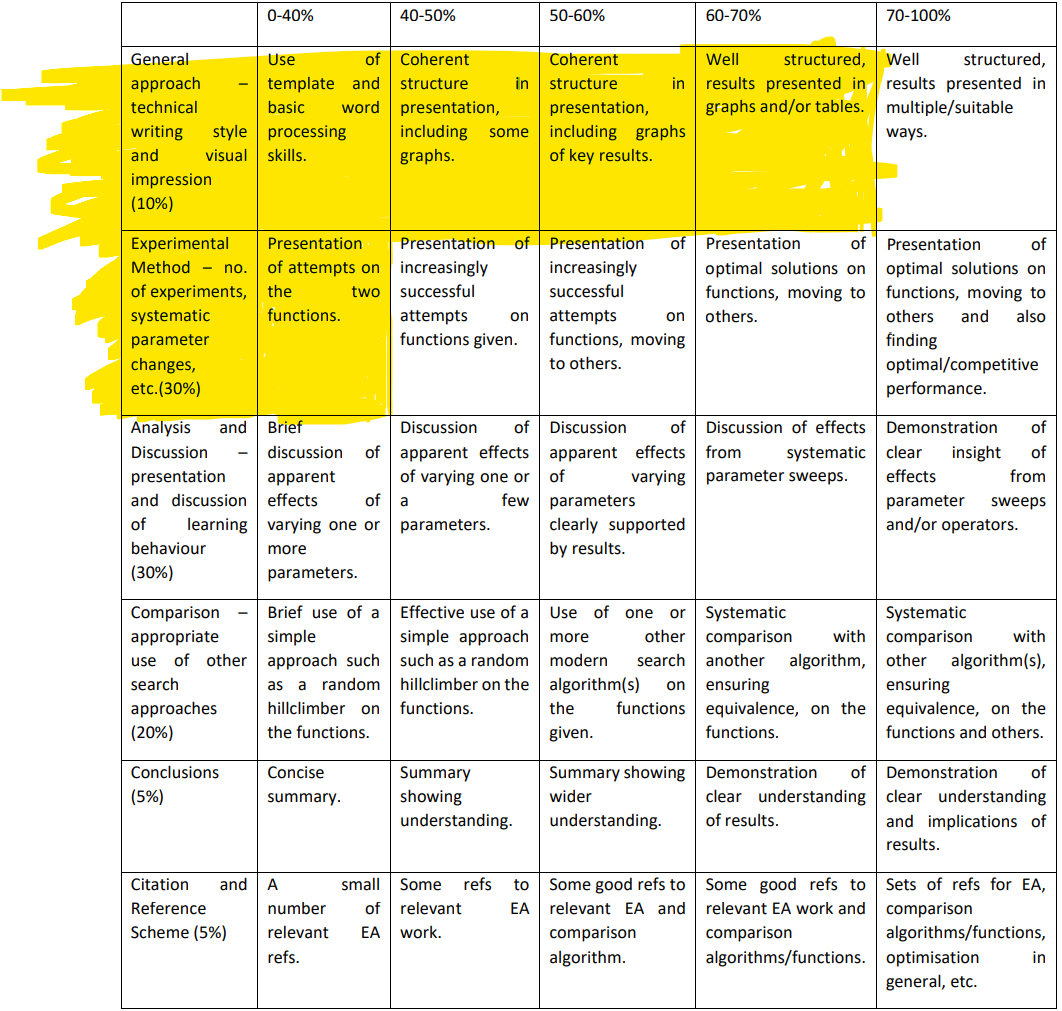 0-40%
40-50%
50-60%
60-70%
70-100%
General
approach –
technical
writing style
and visual
impression
(10%)
Use of
template and
basic word
processing
skills.
Coherent
structure in
presentation,
including some
graphs.
Coherent
structure in
presentation,
including graphs
of key results.
Well structured,
results presented in
graphs and/or tables.
Well structured,
results presented in
multiple/suitable
ways.
Experimental
Method – no.
of experiments,
systematic
parameter
changes,
etc.(30%)
Presentation
of attempts on
the two
functions.
Presentation of
increasingly
successful
attempts on
functions given.
Presentation of
increasingly
successful
attempts on
functions, moving
to others.
Presentation of
optimal solutions on
functions, moving to
others.
Presentation of
optimal solutions on
functions, moving to
others and also
finding
optimal/competitive
performance.
Analysis and
Discussion –
presentation
and discussion
of learning
behaviour
(30%)
Brief
discussion of
apparent
effects of
varying one or
more
parameters.
Discussion of
apparent effects
of varying one or
a few
parameters.
Discussion of
apparent effects
of varying
parameters
clearly supported
by results.
Discussion of effects
from systematic
parameter sweeps.
Demonstration of
clear insight of
effects from
parameter sweeps
and/or operators.
Comparison –
appropriate
use of other
search
approaches
(20%)
Brief use of a
simple
approach such
as a random
hillclimber on
the functions.
Effective use of a
simple approach
such as a random
hillclimber on the
functions.
Use of one or
more other
modern search
algorithm(s) on
the functions
given.
Systematic
comparison with
another algorithm,
ensuring
equivalence, on the
functions.
Systematic
comparison with
other algorithm(s),
ensuring
equivalence, on the
functions and others.
Conclusions
(5%)
Concise
summary.
Summary
showing
understanding.
Summary showing
wider
understanding.
Demonstration of
clear understanding
of results.
Demonstration of
clear understanding
and implications of
results.
Citation and
Reference
Scheme (5%)
A small
number of
relevant EA
refs.
Some refs to
relevant EA
work.
Some good refs to
relevant EA and
comparison
algorithm.
Some good refs to
relevant EA work and
comparison
algorithms/functions.
Sets of refs for EA,
comparison
algorithms/functions,
optimisation in
general, etc.